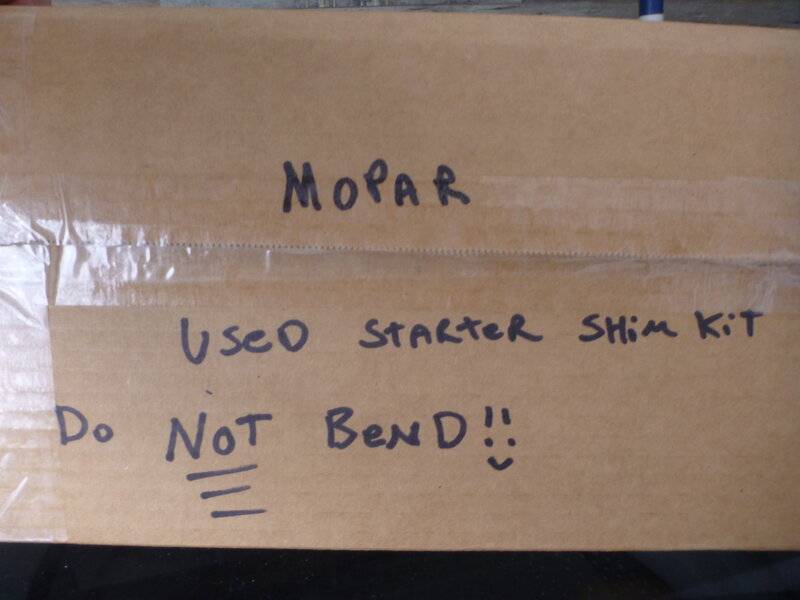 MOPAR
USeD STARTeR SHiM KiT
Do NOT BeND!!